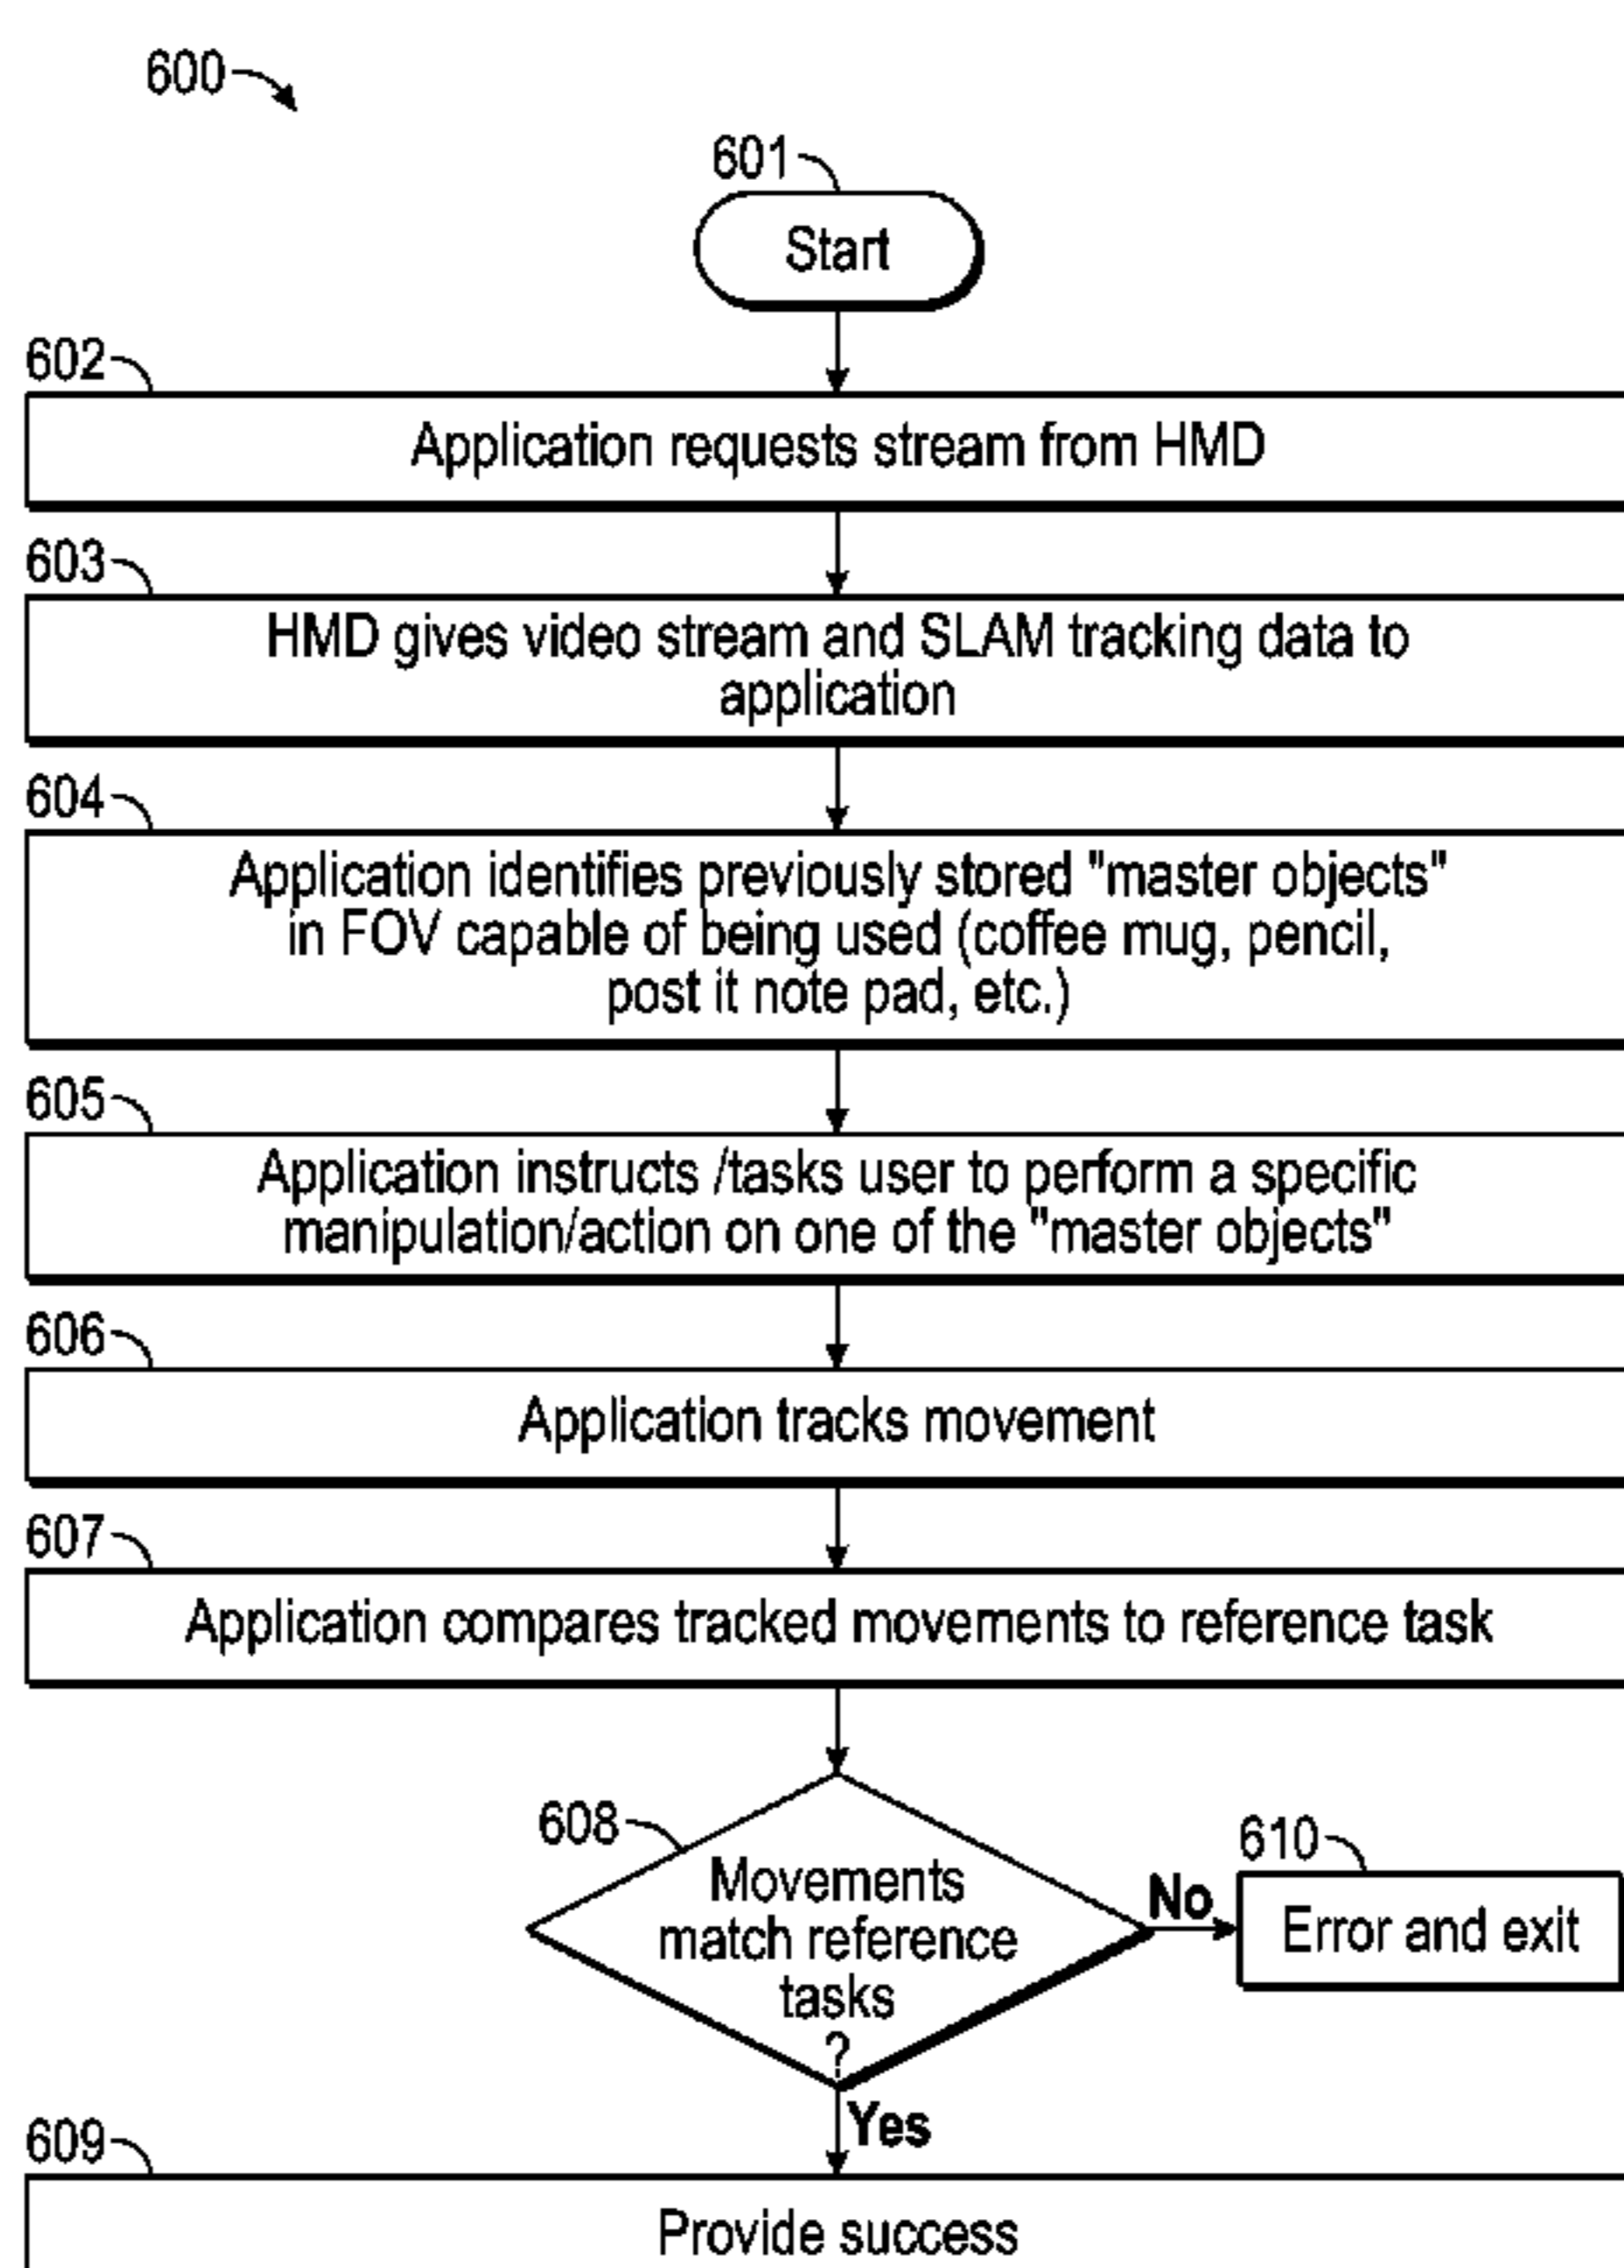 600
601
Start
602
Application requests stream from HMD
603
HMD gives video stream and SLAM tracking data to
application
604
Application identifies previously stored "master objects"
in FOV capable of being used (coffee mug, pencil,
post it note pad, etc.)
605
Application instructs /tasks user to perform a specific
manipulation/action on one of the "master objects"
606
Application tracks movement
607
Application compares tracked movements to reference task
608
Movements
match reference
tasks
?
No
610
Error and exit
Yes
609
Provide success